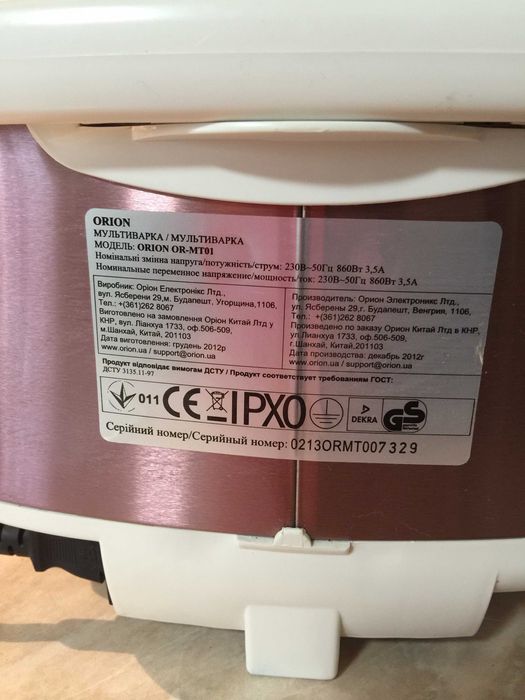 ORION
МУЛЬТИВАРКА / МУЛЬТИВАРКА
МОДЕЛЬ: ORION OR-MT01
Номінальні змінна напруга/потужність/струм: 230В~50Гц 860Вт 3,5А
Номинальные переменное напряжение/мощность/ток: 230В~50Гц 860Вт 3,5А
Виробник: Оріон Електронікс Лтд.,
вул. Ясберени 29,м. Будапешт, Угорщина,1106,
Тел.: +(361)262 8067
Виготовлено на замовлення Оріон Китай Лтд у
КНР, вул. Лианхуа 1733, оф.506-509,
м.Шанхай, Китай,201103
Дата виготовлення: грудень 2012р
www.orion.ua / support@orion.ua
Производитель: Орион Электроникс Лтд.,
ул. Ясберени 29,г. Будапешт, Венгрия, 1106,
Тел.: +(361)262 8067
Произведено по заказу Орион Китай Лтд в КНР,
ул.Лианхуа 1733, оф.506-509,
г.Шанхай, Китай,201103
Дата производства: декабрь 2012г
www.orion.ua / support@orion.ua
Продукт відповідає вимогам ДСТУ / Продукт соответствует требованиям ГОСТ:
ДСТУ 3135.11-97
011 CE IPX0 DEKRA GS
Серійний номер/Серийный номер: 0213ORMT007329